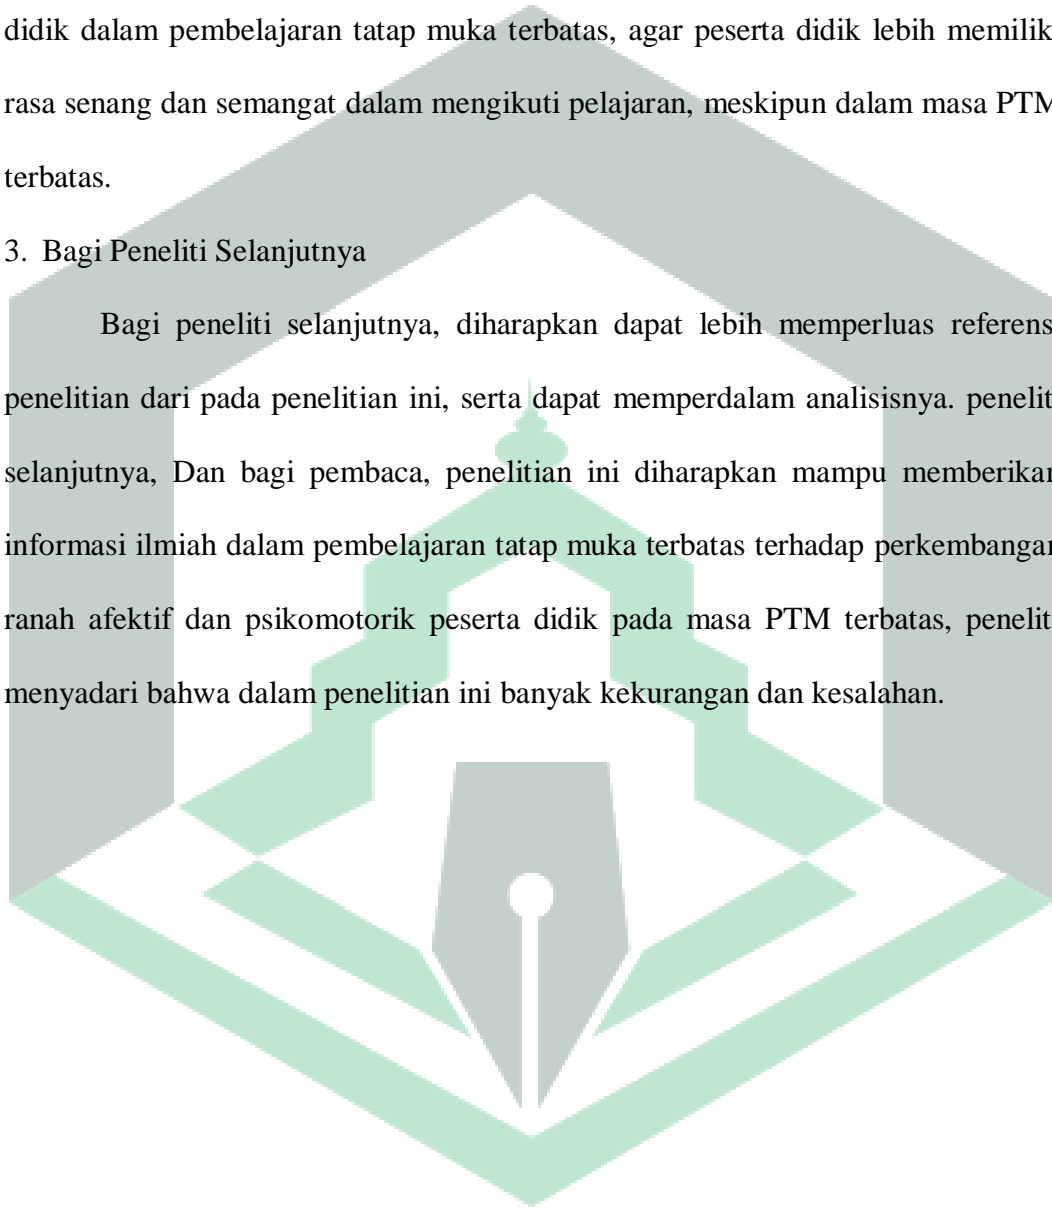 didik dalam pembelajaran tatap muka terbatas, agar peserta didik lebih memilik
rasa senang dan semangat dalam mengikuti pelajaran, meskipun dalam masa PTM
terbatas.
3. Bagi Peneliti Selanjutnya
Bagi peneliti selanjutnya, diharapkan dapat lebih memperluas referens
penelitian dari pada penelitian ini, serta dapat memperdalam analisisnya. penelit
selanjutnya, Dan bagi pembaca, penelitian ini diharapkan mampu memberikan
informasi ilmiah dalam pembelajaran tatap muka terbatas terhadap perkembangan
ranah afektif dan psikomotorik peserta didik pada masa PTM terbatas, penelit
menyadari bahwa dalam penelitian ini banyak kekurangan dan kesalahan.